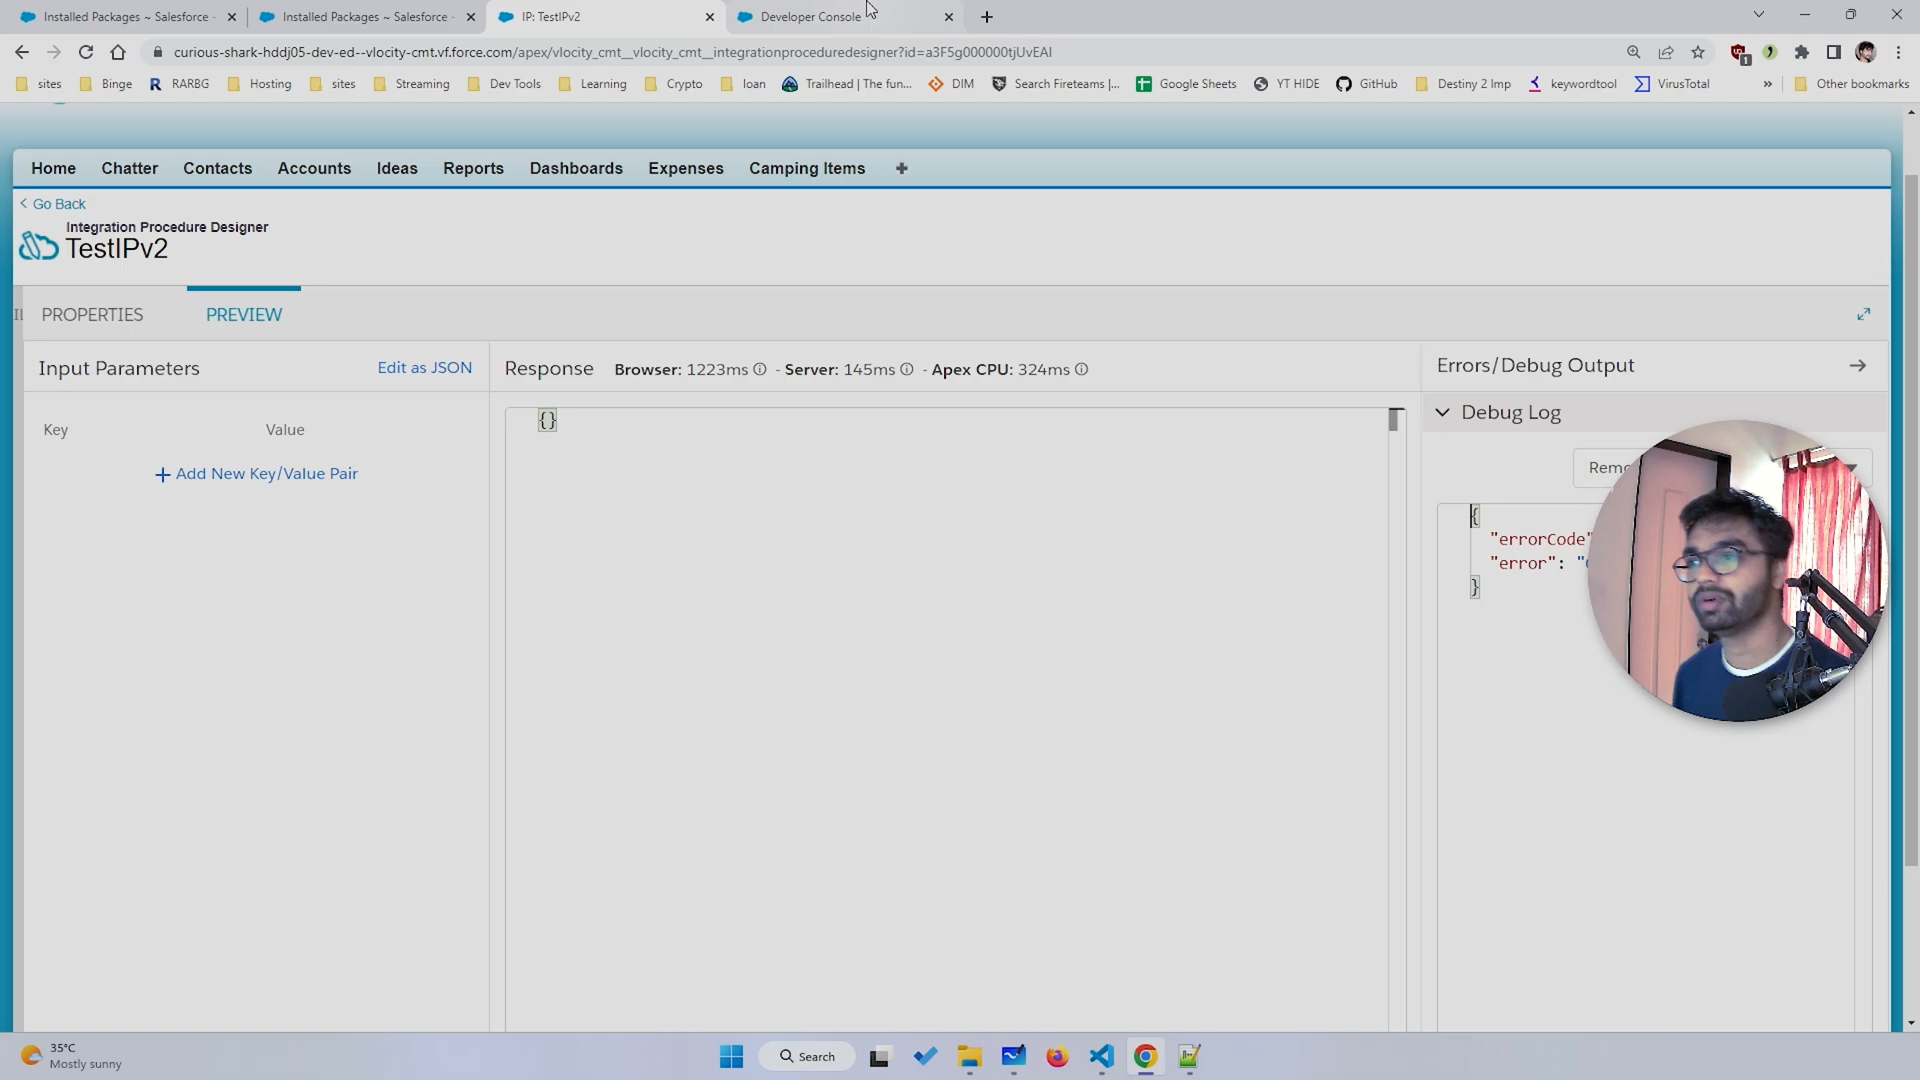 Installed Packages ~ Salesforce -
Installed Packages ~ Salesforce -
IP: TestIPv2
Developer Console
curious-shark-hddj05-dev-ed--vlocity-cmt.vf.force.com/apex/vlocity_cmt__vlocity_cmt__integrationproceduredesigner?id=a3F5g000000tjUvEAI
1
sites
Binge
R RARBG
Hosting
sites
Streaming
Dev Tools
Learning
Crypto
loan
Trailhead | The fun...
DIM
Search Fireteams |...
Google Sheets
YT HIDE
GitHub
Destiny 2 Imp
keywordtool
VirusTotal
»
Other bookmarks
Home
Chatter
Contacts
Accounts
Ideas
Reports
Dashboards
Expenses
Camping Items
+
< Go Back
Integration Procedure Designer
TestIPv2
PROPERTIES
PREVIEW
Input Parameters
Edit as JSON
Response
Browser: 1223ms - Server: 145ms - Apex CPU: 324ms
Errors/Debug Output
Key
Value
+ Add New Key/Value Pair
{}
Debug Log
{
"errorCode"
"error": "
}
35°C
Mostly sunny
Search